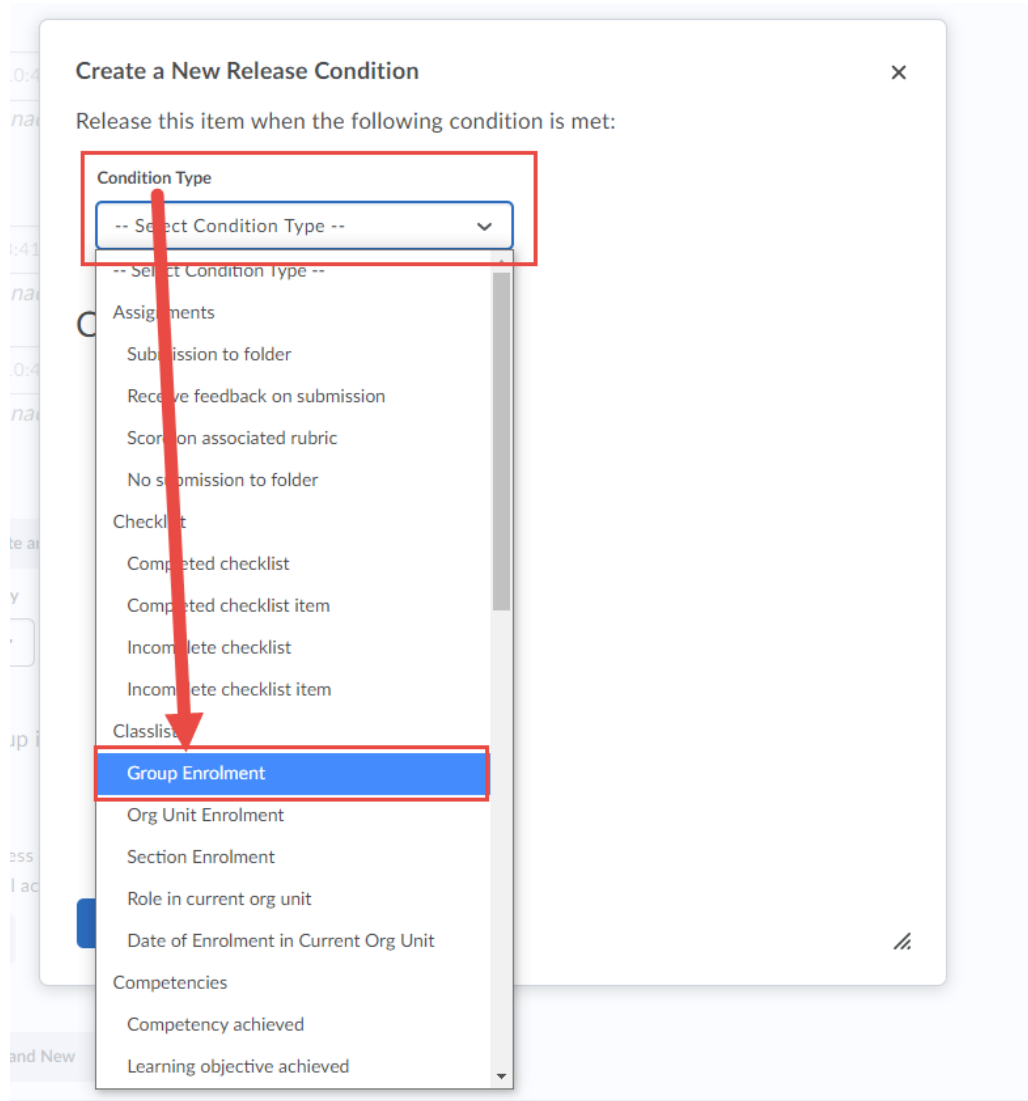 Create a New Release Condition
Release this item when the following condition is met:
Condition Type
-- Select Condition Type --
-- Select Condition Type --
Assignments
Submission to folder
Receive feedback on submission
Score on associated rubric
No submission to folder
Checklist
Completed checklist
Completed checklist item
Incomplete checklist
Incomplete checklist item
Classlist
Group Enrolment
Org Unit Enrolment
Section Enrolment
Role in current org unit
Date of Enrolment in Current Org Unit
Competencies
Competency achieved
Learning objective achieved
and New